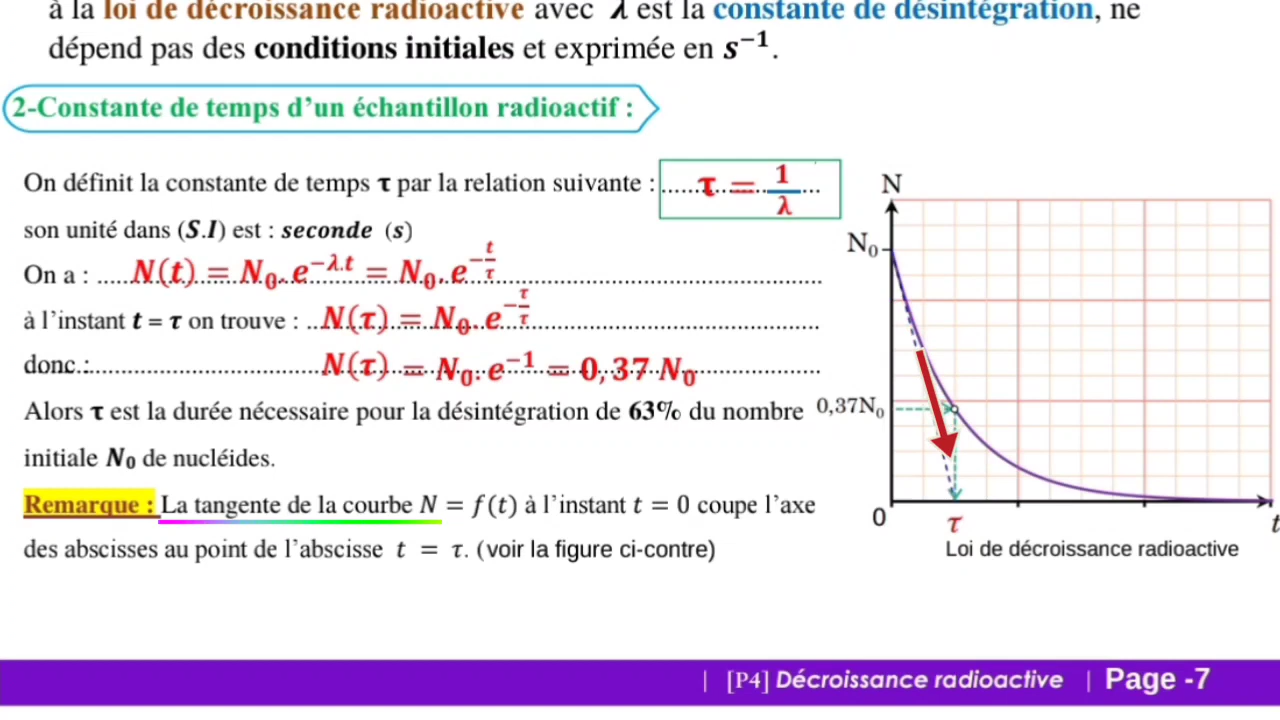 à la loi de décroissance radioactive avec λ est la constante de désintégration, ne
dépend pas des conditions initiales et exprimée en s⁻¹.
2-Constante de temps d’un échantillon radioactif :
On définit la constante de temps τ par la relation suivante : τ = 1/λ
son unité dans (S.I) est : seconde (s)
On a : N(t) = N₀. e^(−λ.t) = N₀. e^(−t/τ)
à l’instant t = τ on trouve : N(τ) = N₀. e^(−τ/τ)
donc : N(τ) = N₀. e⁻¹ = 0,37 N₀
Alors τ est la durée nécessaire pour la désintégration de 63% du nombre
initiale N₀ de nucléides.
Remarque : La tangente de la courbe N = f(t) à l’instant t = 0 coupe l’axe
des abscisses au point de l’abscisse t = τ. (voir la figure ci-contre)
N
N₀
0,37N₀
0
τ
t
Loi de décroissance radioactive
| [P4] Décroissance radioactive | Page -7